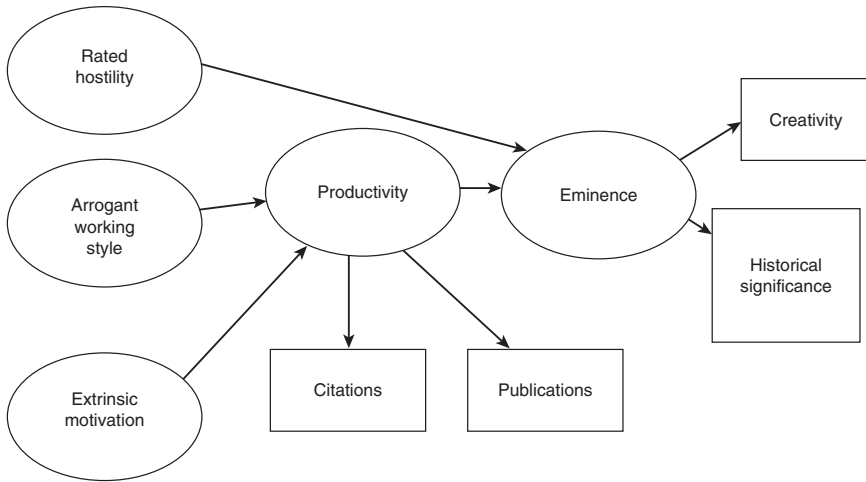 Rated
hostility
Creativity
Productivity
Eminence
Arrogant
working
style
Historical
significance
Citations
Publications
Extrinsic
motivation